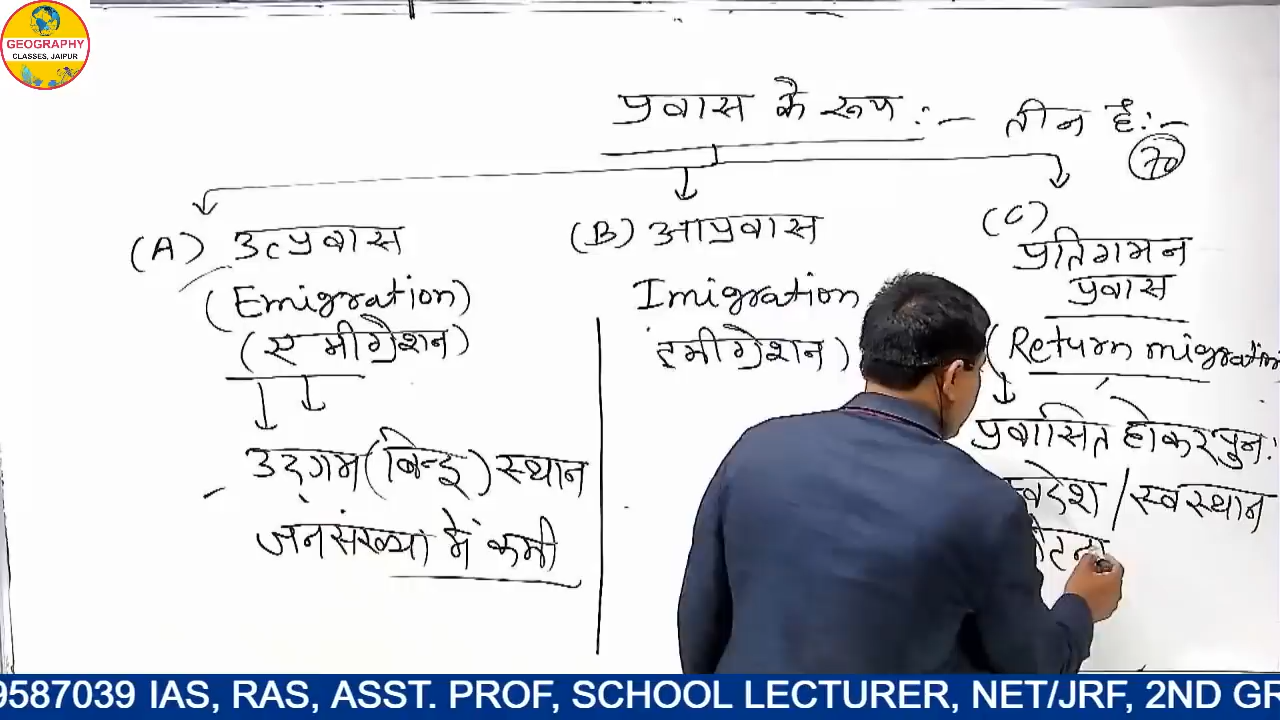 GEOGRAPHY
CLASSES, JAIPUR
प्रवास के रूप :- तीन है:-
70
(A) उत्प्रवास
(Emigration)
(एमीग्रेशन)
उद्गम (बिन्दु) स्थान
जनसंख्या में कमी
(B) आप्रवास
Imigration
इमीग्रेशन)
(C)
प्रतिगमन
प्रवास
(Return migration
प्रवासित होकर पुन:
स्वदेश / स्वस्थान
9587039 IAS, RAS, ASST. PROF, SCHOOL LECTURER, NET/JRF, 2ND GR